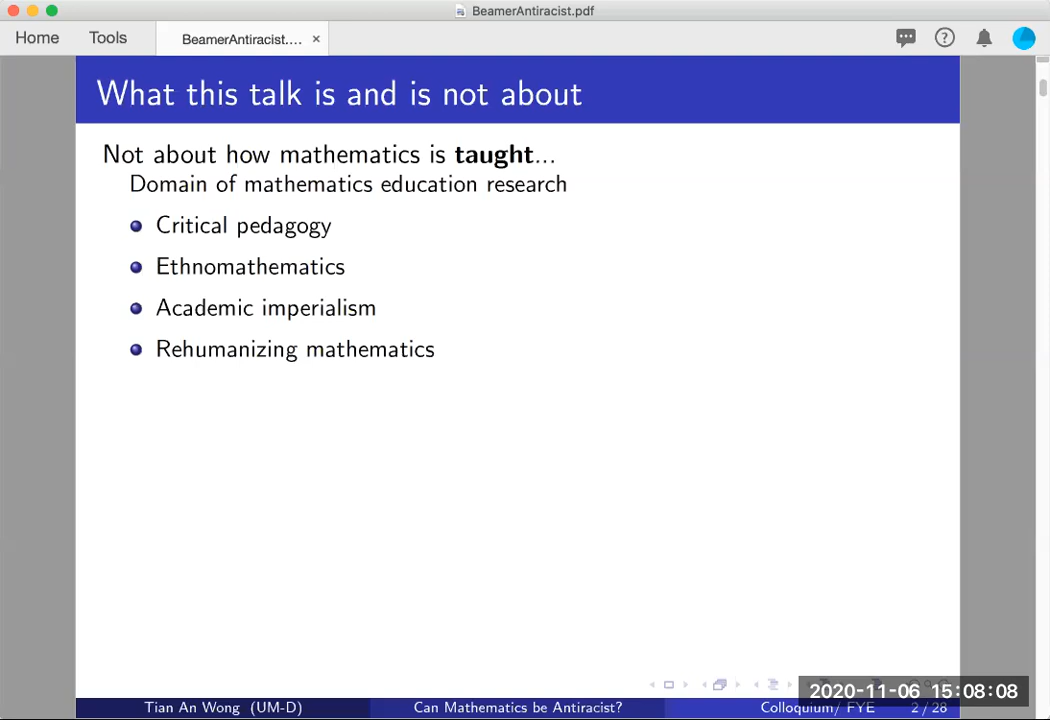 BeamerAntiracist.pdf
Home Tools BeamerAntiracist.... ×
What this talk is and is not about
Not about how mathematics is taught...
Domain of mathematics education research
Critical pedagogy
Ethnomathematics
Academic imperialism
Rehumanizing mathematics
2020-11-06 15:08:08
Tian An Wong (UM-D) Can Mathematics be Antiracist? Colloquium/ FYE 2 / 28